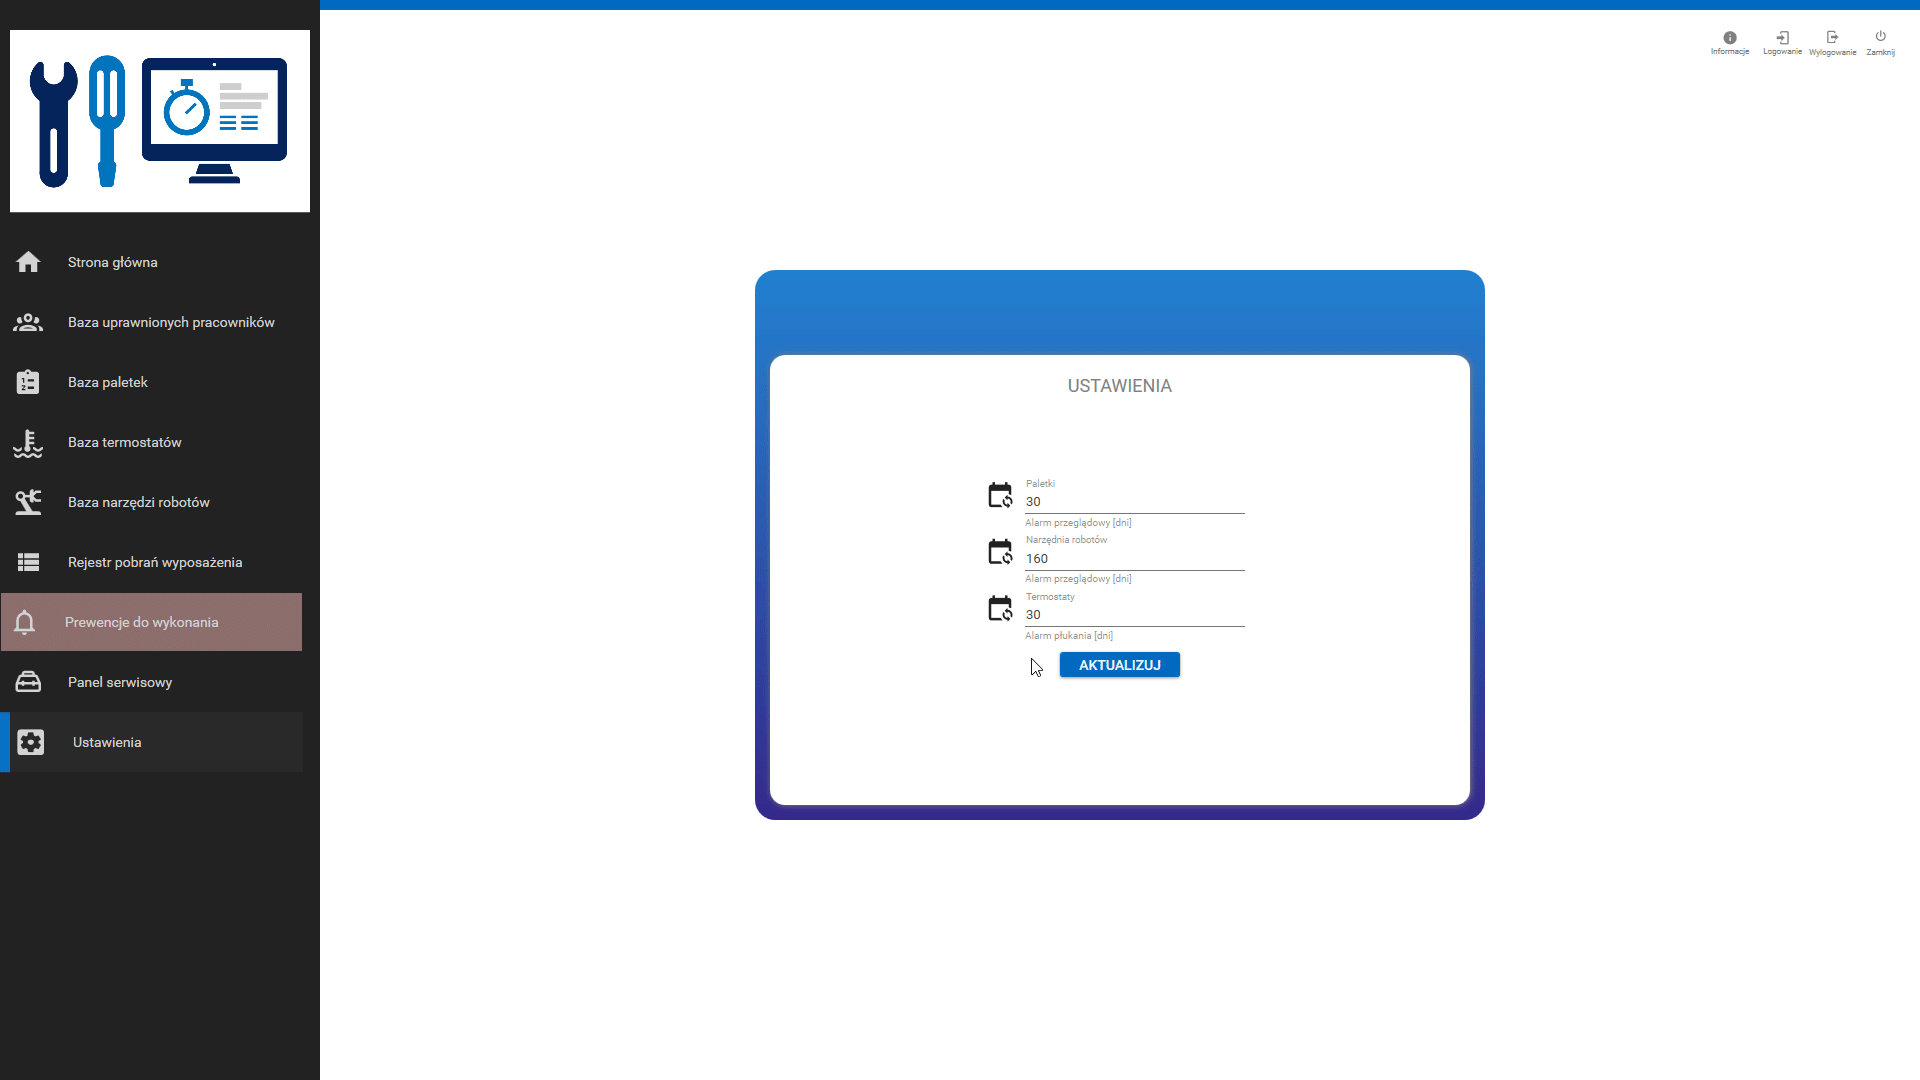 Informacje
Logowanie
Wylogowanie
Zamknij
Strona główna
Baza uprawnionych pracowników
Baza paletek
Baza termostatów
Baza narzędzi robotów
Rejestr pobrań wyposażenia
Prewencje do wykonania
Panel serwisowy
Ustawienia
USTAWIENIA
Paletki
30
Alarm przeglądowy [dni]
Narzędnia robotów
160
Alarm przeglądowy [dni]
Termostaty
30
Alarm płukania [dni]
AKTUALIZUJ